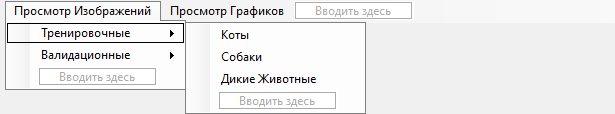 Просмотр Изображений Просмотр Графиков Вводить здесь
Тренировочные
Валидационные
Вводить здесь
Коты
Собаки
Дикие Животные
Вводить здесь